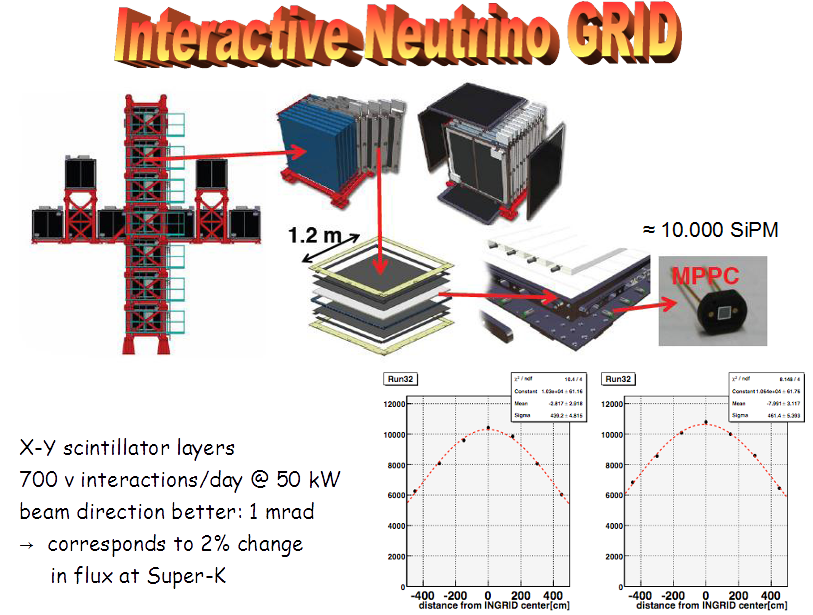 Interactive Neutrino GRID
≈ 10.000 SiPM
1.2 m
MPPC
X-Y scintillator layers
700 ν interactions/day @ 50 kW
beam direction better: 1 mrad
→ corresponds to 2% change
in flux at Super-K
Run32
χ² / ndf 10.4 / 4
Constant 1.03e+04 ± 61.15
Mean -2.817 ± 2.918
Sigma 439.2 ± 4.815
12000
10000
8000
6000
4000
2000
0
-400 -200 0 200 400
distance from INGRID center[cm]
Run32
χ² / ndf 8.148 / 4
Constant 1.064e+04 ± 61.75
Mean -7.991 ± 3.117
Sigma 461.4 ± 5.393
12000
10000
8000
6000
4000
2000
0
-400 -200 0 200 400
distance from INGRID center[cm]